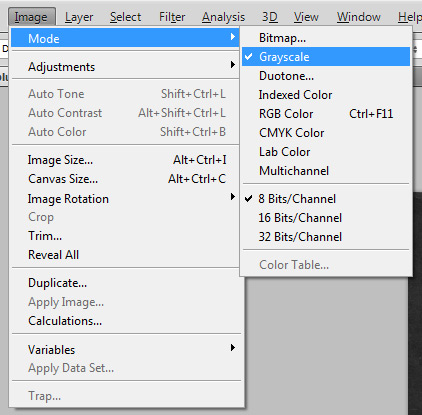 Image Layer Select Filter Analysis 3D View Window Help
Mode
Adjustments
Auto Tone Shift+Ctrl+L
Auto Contrast Alt+Shift+Ctrl+L
Auto Color Shift+Ctrl+B
Image Size... Alt+Ctrl+I
Canvas Size... Alt+Ctrl+C
Image Rotation
Crop
Trim...
Reveal All
Duplicate...
Apply Image...
Calculations...
Variables
Apply Data Set...
Trap...
Bitmap...
Grayscale
Duotone...
Indexed Color
RGB Color Ctrl+F11
CMYK Color
Lab Color
Multichannel
8 Bits/Channel
16 Bits/Channel
32 Bits/Channel
Color Table...